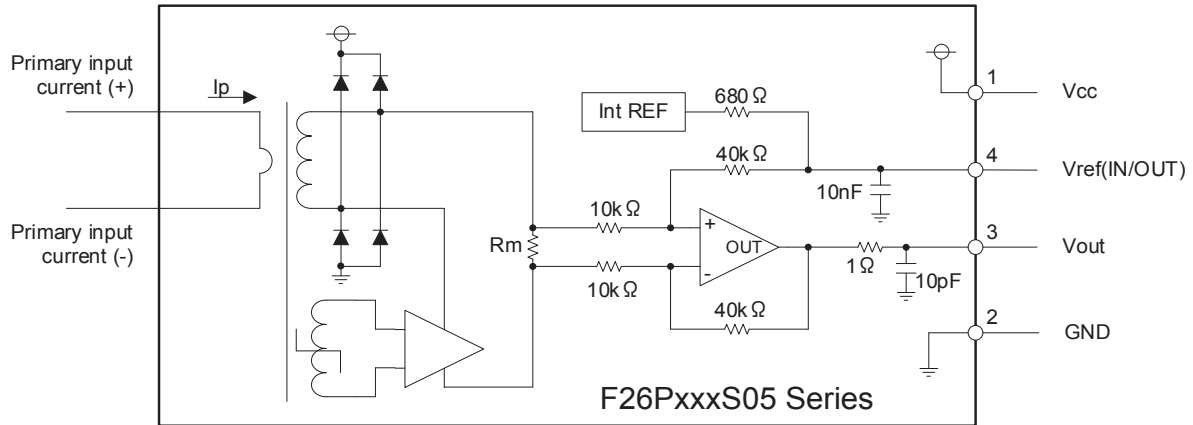 Primary input
current (+)
Ip
Primary input
current (-)
Int REF
680 Ω
40k Ω
10nF
10k Ω
Rm
+
OUT
-
10k Ω
40k Ω
1 Ω
10pF
1
Vcc
4
Vref(IN/OUT)
3
Vout
2
GND
F26PxxxS05 Series